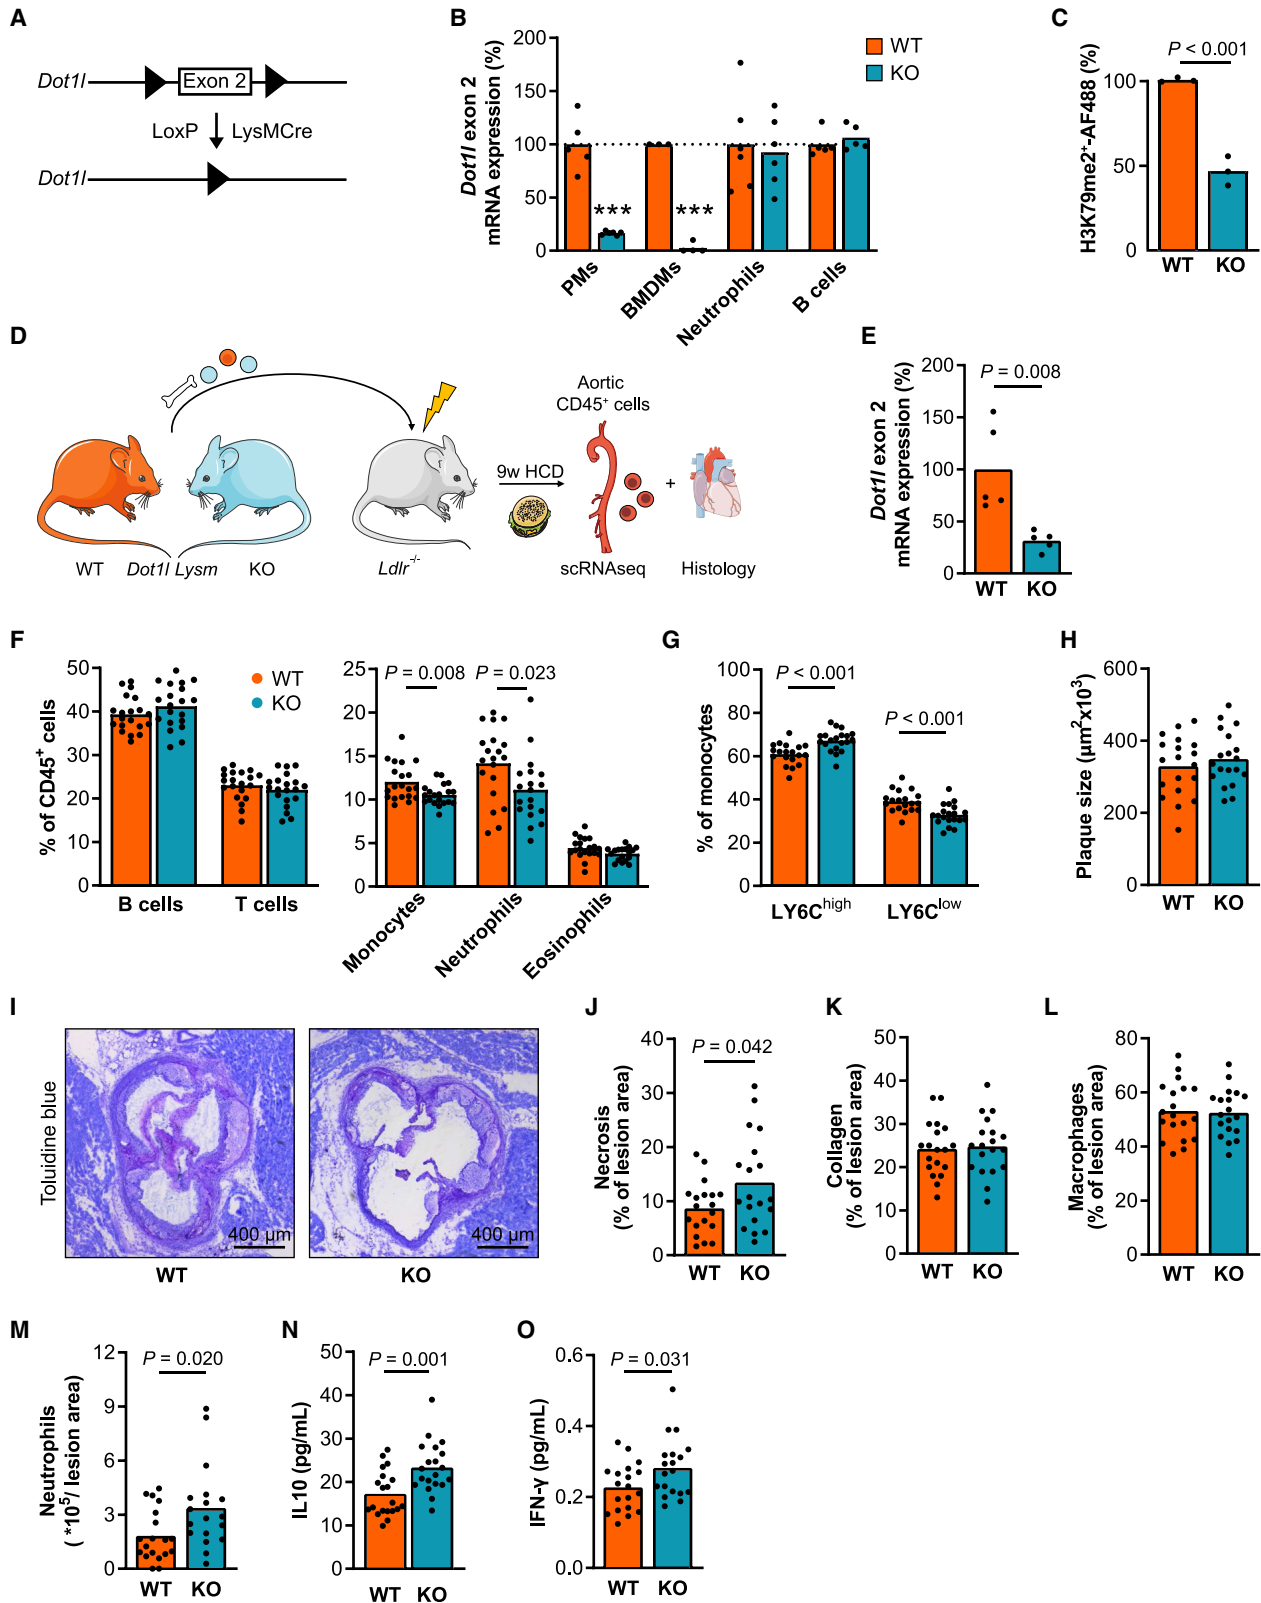 A
Dot1l
Exon 2
LoxP
LysMCre
Dot1l
B
Dot1l exon 2
mRNA expression (%)
200
150
100
50
0
***
***
WT
KO
PMs
BMDMs
Neutrophils
B cells
C
H3K79me2⁺-AF488 (%)
P < 0.001
100
50
0
WT
KO
D
WT
Dot1l Lysm
KO
Ldlr⁻/⁻
9w HCD
Aortic
CD45⁺ cells
+
scRNAseq
Histology
E
Dot1l exon 2
mRNA expression (%)
P = 0.008
200
150
100
50
0
WT
KO
F
% of CD45⁺ cells
50
40
30
20
10
0
WT
KO
B cells
T cells
25
20
15
10
5
0
P = 0.008
P = 0.023
Monocytes
Neutrophils
Eosinophils
G
% of monocytes
100
80
60
40
20
0
P < 0.001
P < 0.001
LY6Cʰⁱᵍʰ
LY6Cˡᵒʷ
H
Plaque size (µm²x10³)
600
400
200
0
WT
KO
I
Toluidine blue
400 µm
400 µm
WT
KO
J
Necrosis
(% of lesion area)
P = 0.042
40
30
20
10
0
WT
KO
K
Collagen
(% of lesion area)
50
40
30
20
10
0
WT
KO
L
Macrophages
(% of lesion area)
80
60
40
20
0
WT
KO
M
Neutrophils
( *10⁵/ lesion area)
P = 0.020
12
9
6
3
0
WT
KO
N
IL10 (pg/mL)
P = 0.001
50
40
30
20
10
0
WT
KO
O
IFN-γ (pg/mL)
P = 0.031
0.6
0.4
0.2
0.0
WT
KO